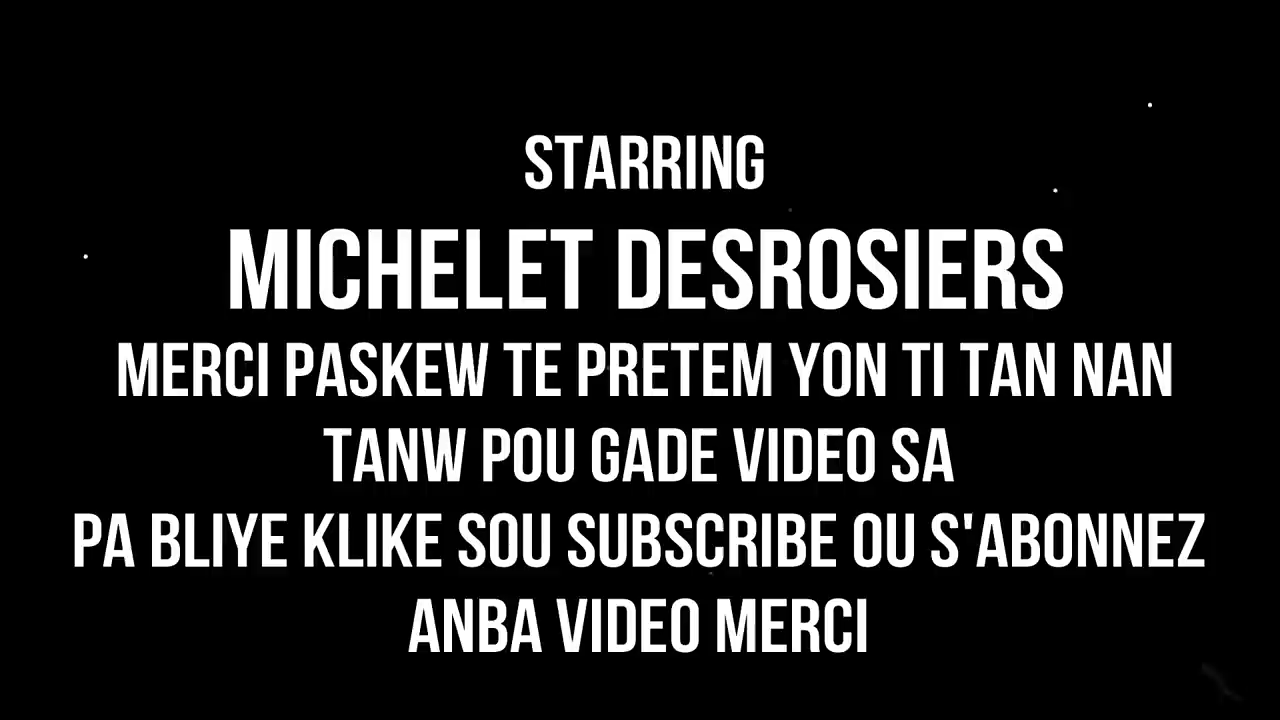 STARRING
MICHELET DESROSIERS
MERCI PASKEW TE PRETEM YON TI TAN NAN
TANW POU GADE VIDEO SA
PA BLIYE KLIKE SOU SUBSCRIBE OU S'ABONNEZ
ANBA VIDEO MERCI